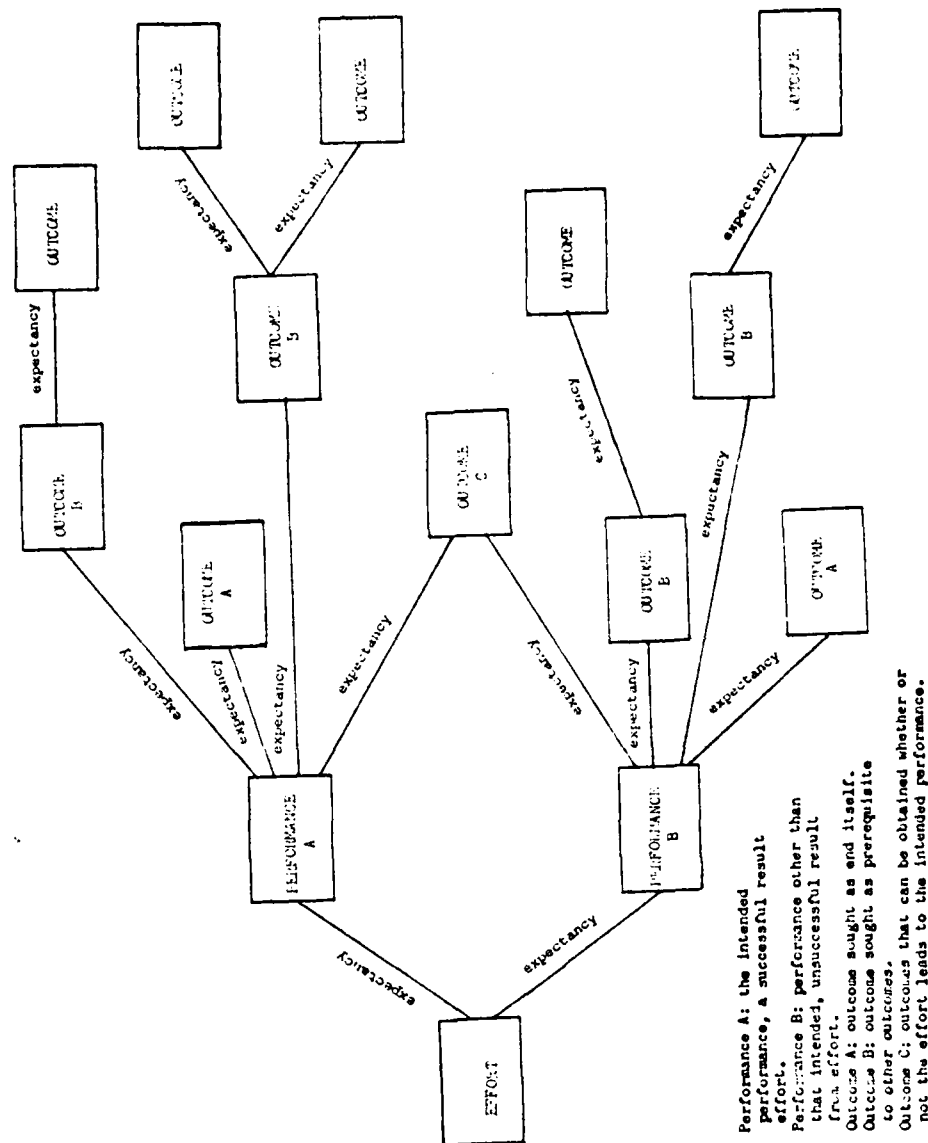 OUTCOME
OUTCOME
OUTCOME
OUTCOME
OUTCOME
expectancy
expectancy
expectancy
expectancy
expectancy
OUTCOME
B
OUTCOME
B
OUTCOME
B
OUTCOME
B
OUTCOME
A
OUTCOME
C
OUTCOME
A
expectancy
expectancy
expectancy
expectancy
expectancy
expectancy
expectancy
expectancy
PERFORMANCE
A
PERFORMANCE
B
expectancy
expectancy
EFFORT
Performance A: the intended
performance, a successful result
effort.
Performance B: performance other than
that intended, unsuccessful result
from effort.
Outcome A: outcome sought as end itself.
Outcome B: outcome sought as prerequisite
to other outcomes.
Outcome C: outcomes that can be obtained whether or
not the effort leads to the intended performance.